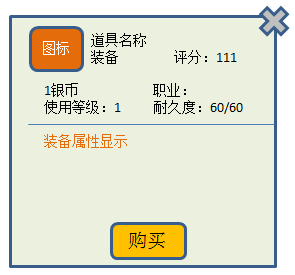 图标
道具名称
装备 评分：111
1银币 职业：
使用等级：1 耐久度：60/60
装备属性显示
购买